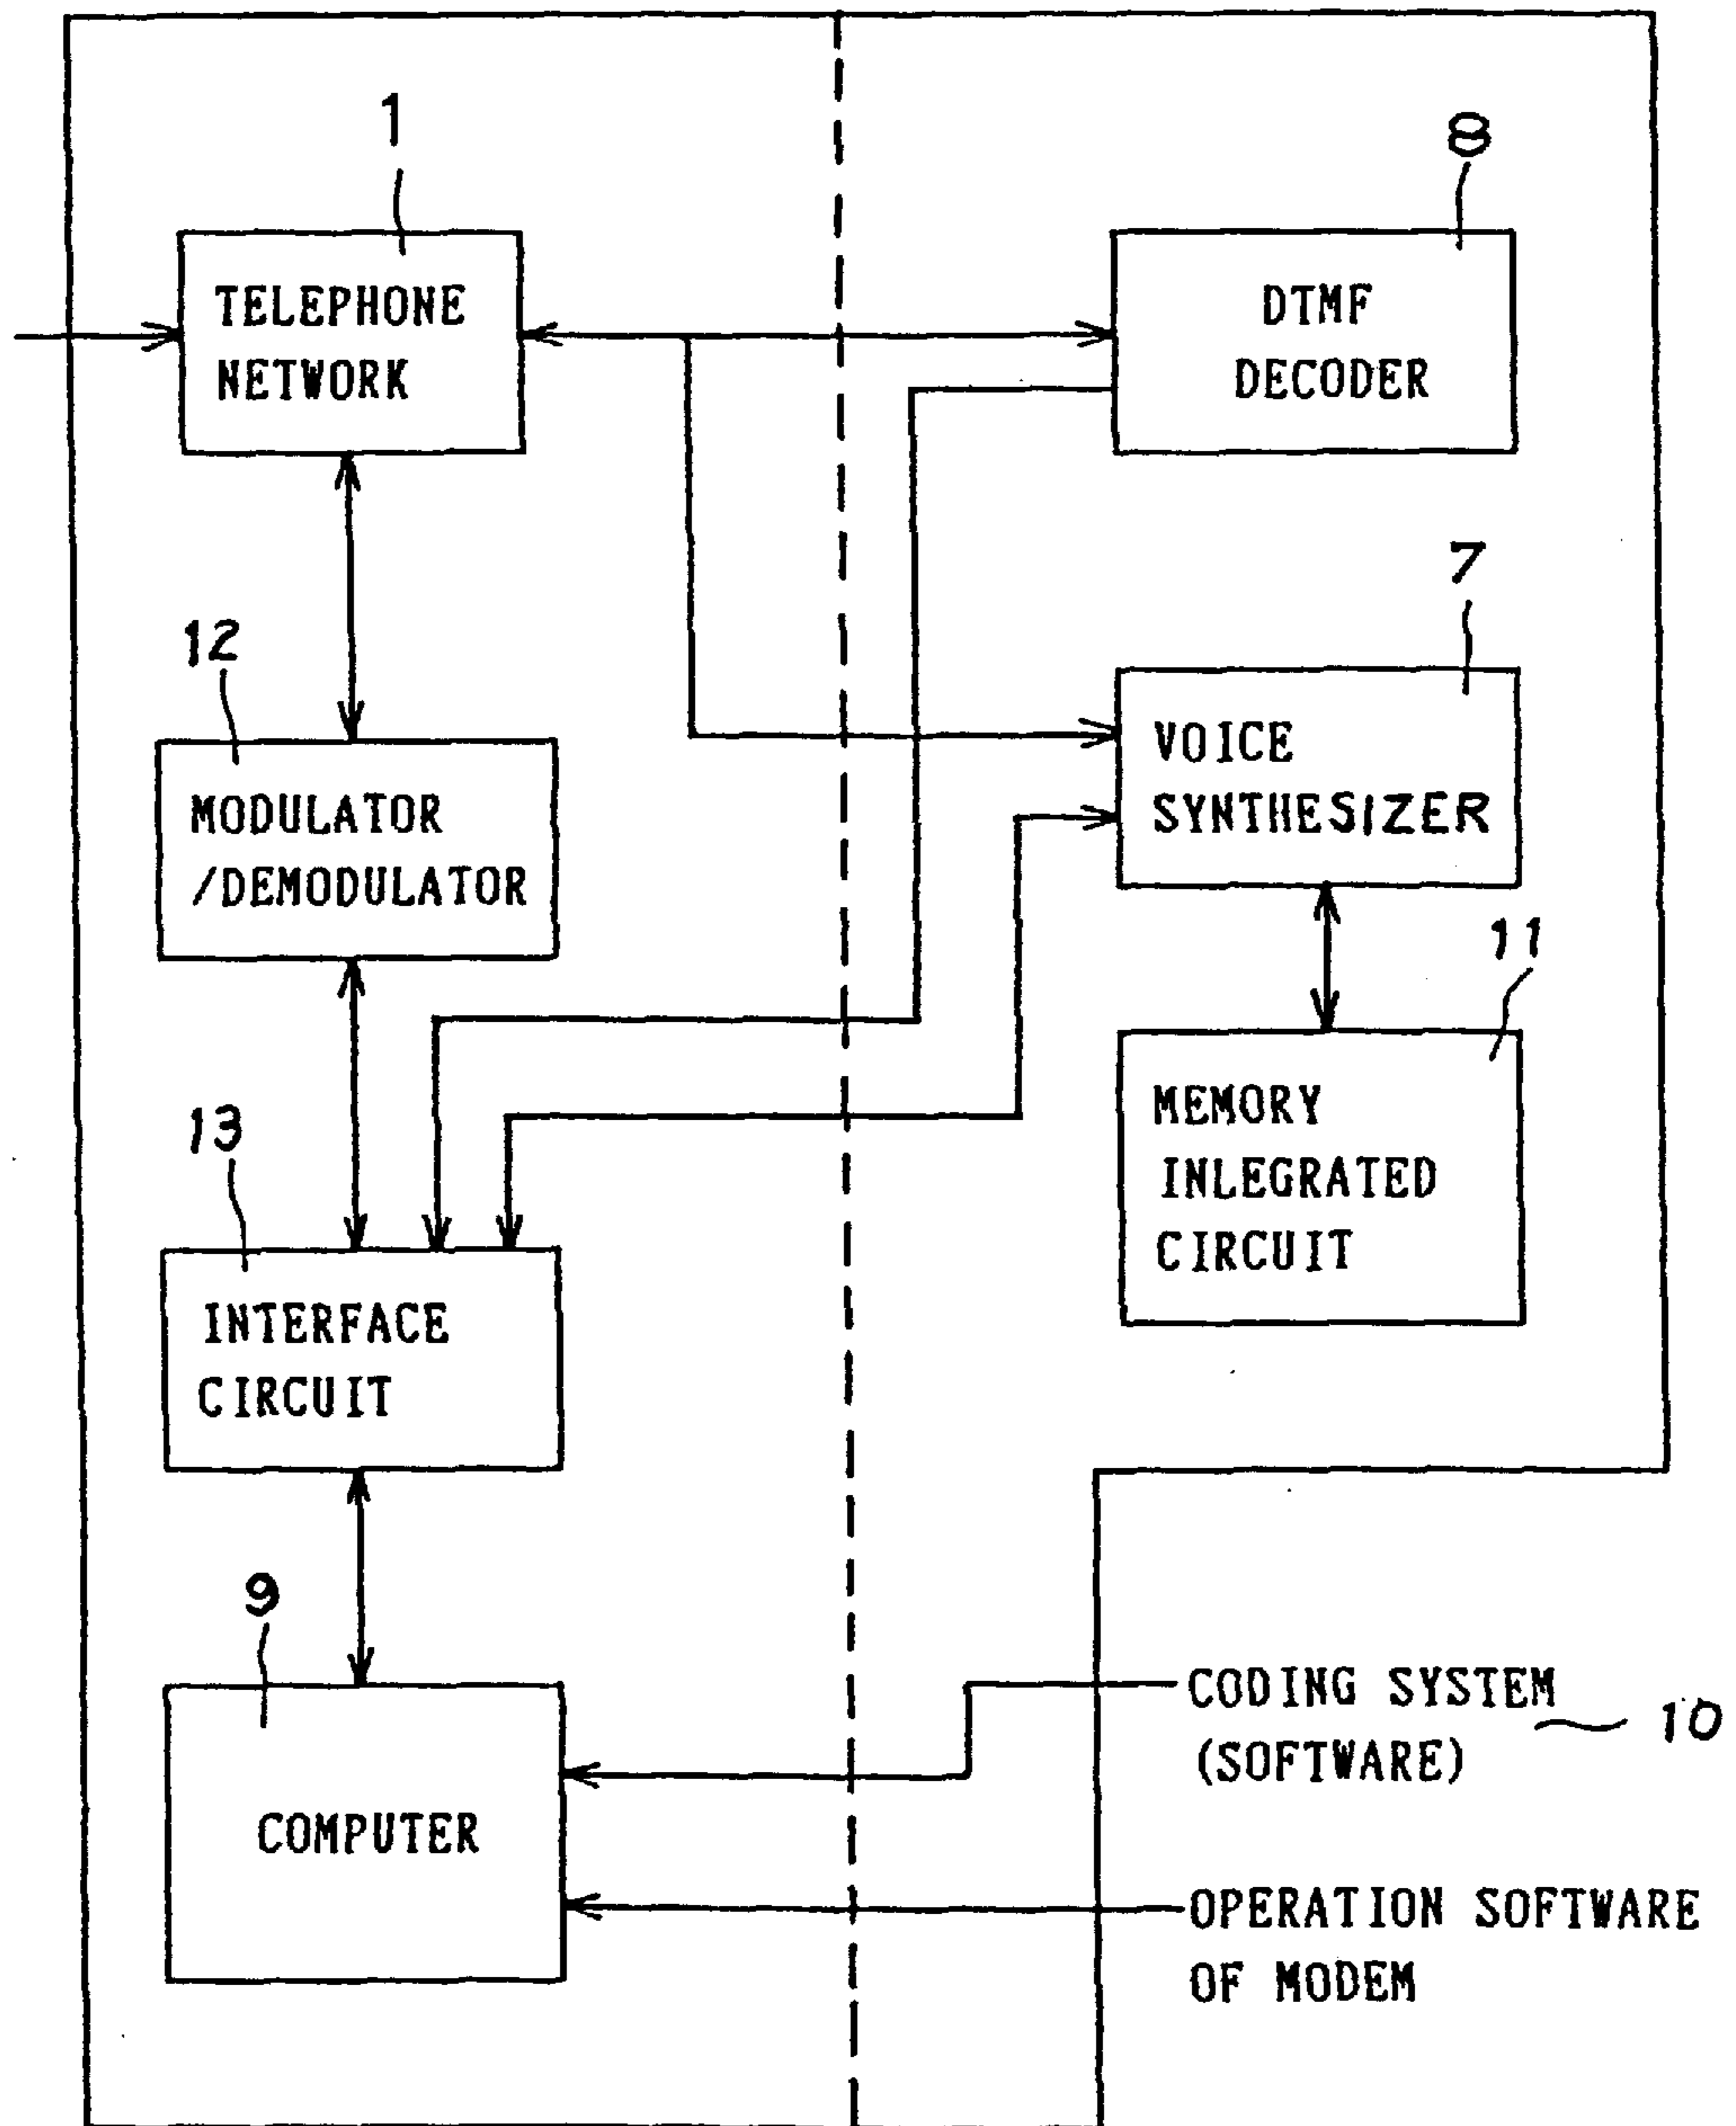 1
TELEPHONE
NETWORK
8
DTMF
DECODER
12
MODULATOR
/DEMODULATOR
7
VOICE
SYNTHESIZER
11
MEMORY
INLEGRATED
CIRCUIT
13
INTERFACE
CIRCUIT
9
COMPUTER
CODING SYSTEM
(SOFTWARE)
10
OPERATION SOFTWARE
OF MODEM